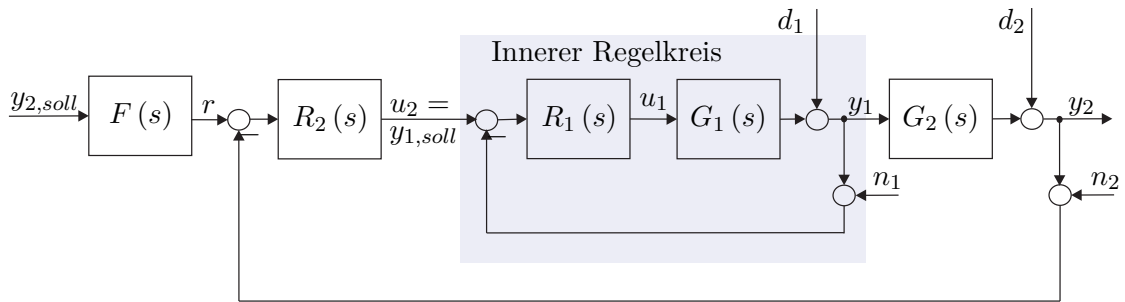 Innerer Regelkreis
d₁
d₂
y₂,soll
F (s)
r
R₂ (s)
u₂ =
y₁,soll
R₁ (s)
u₁
G₁ (s)
y₁
G₂ (s)
y₂
n₁
n₂